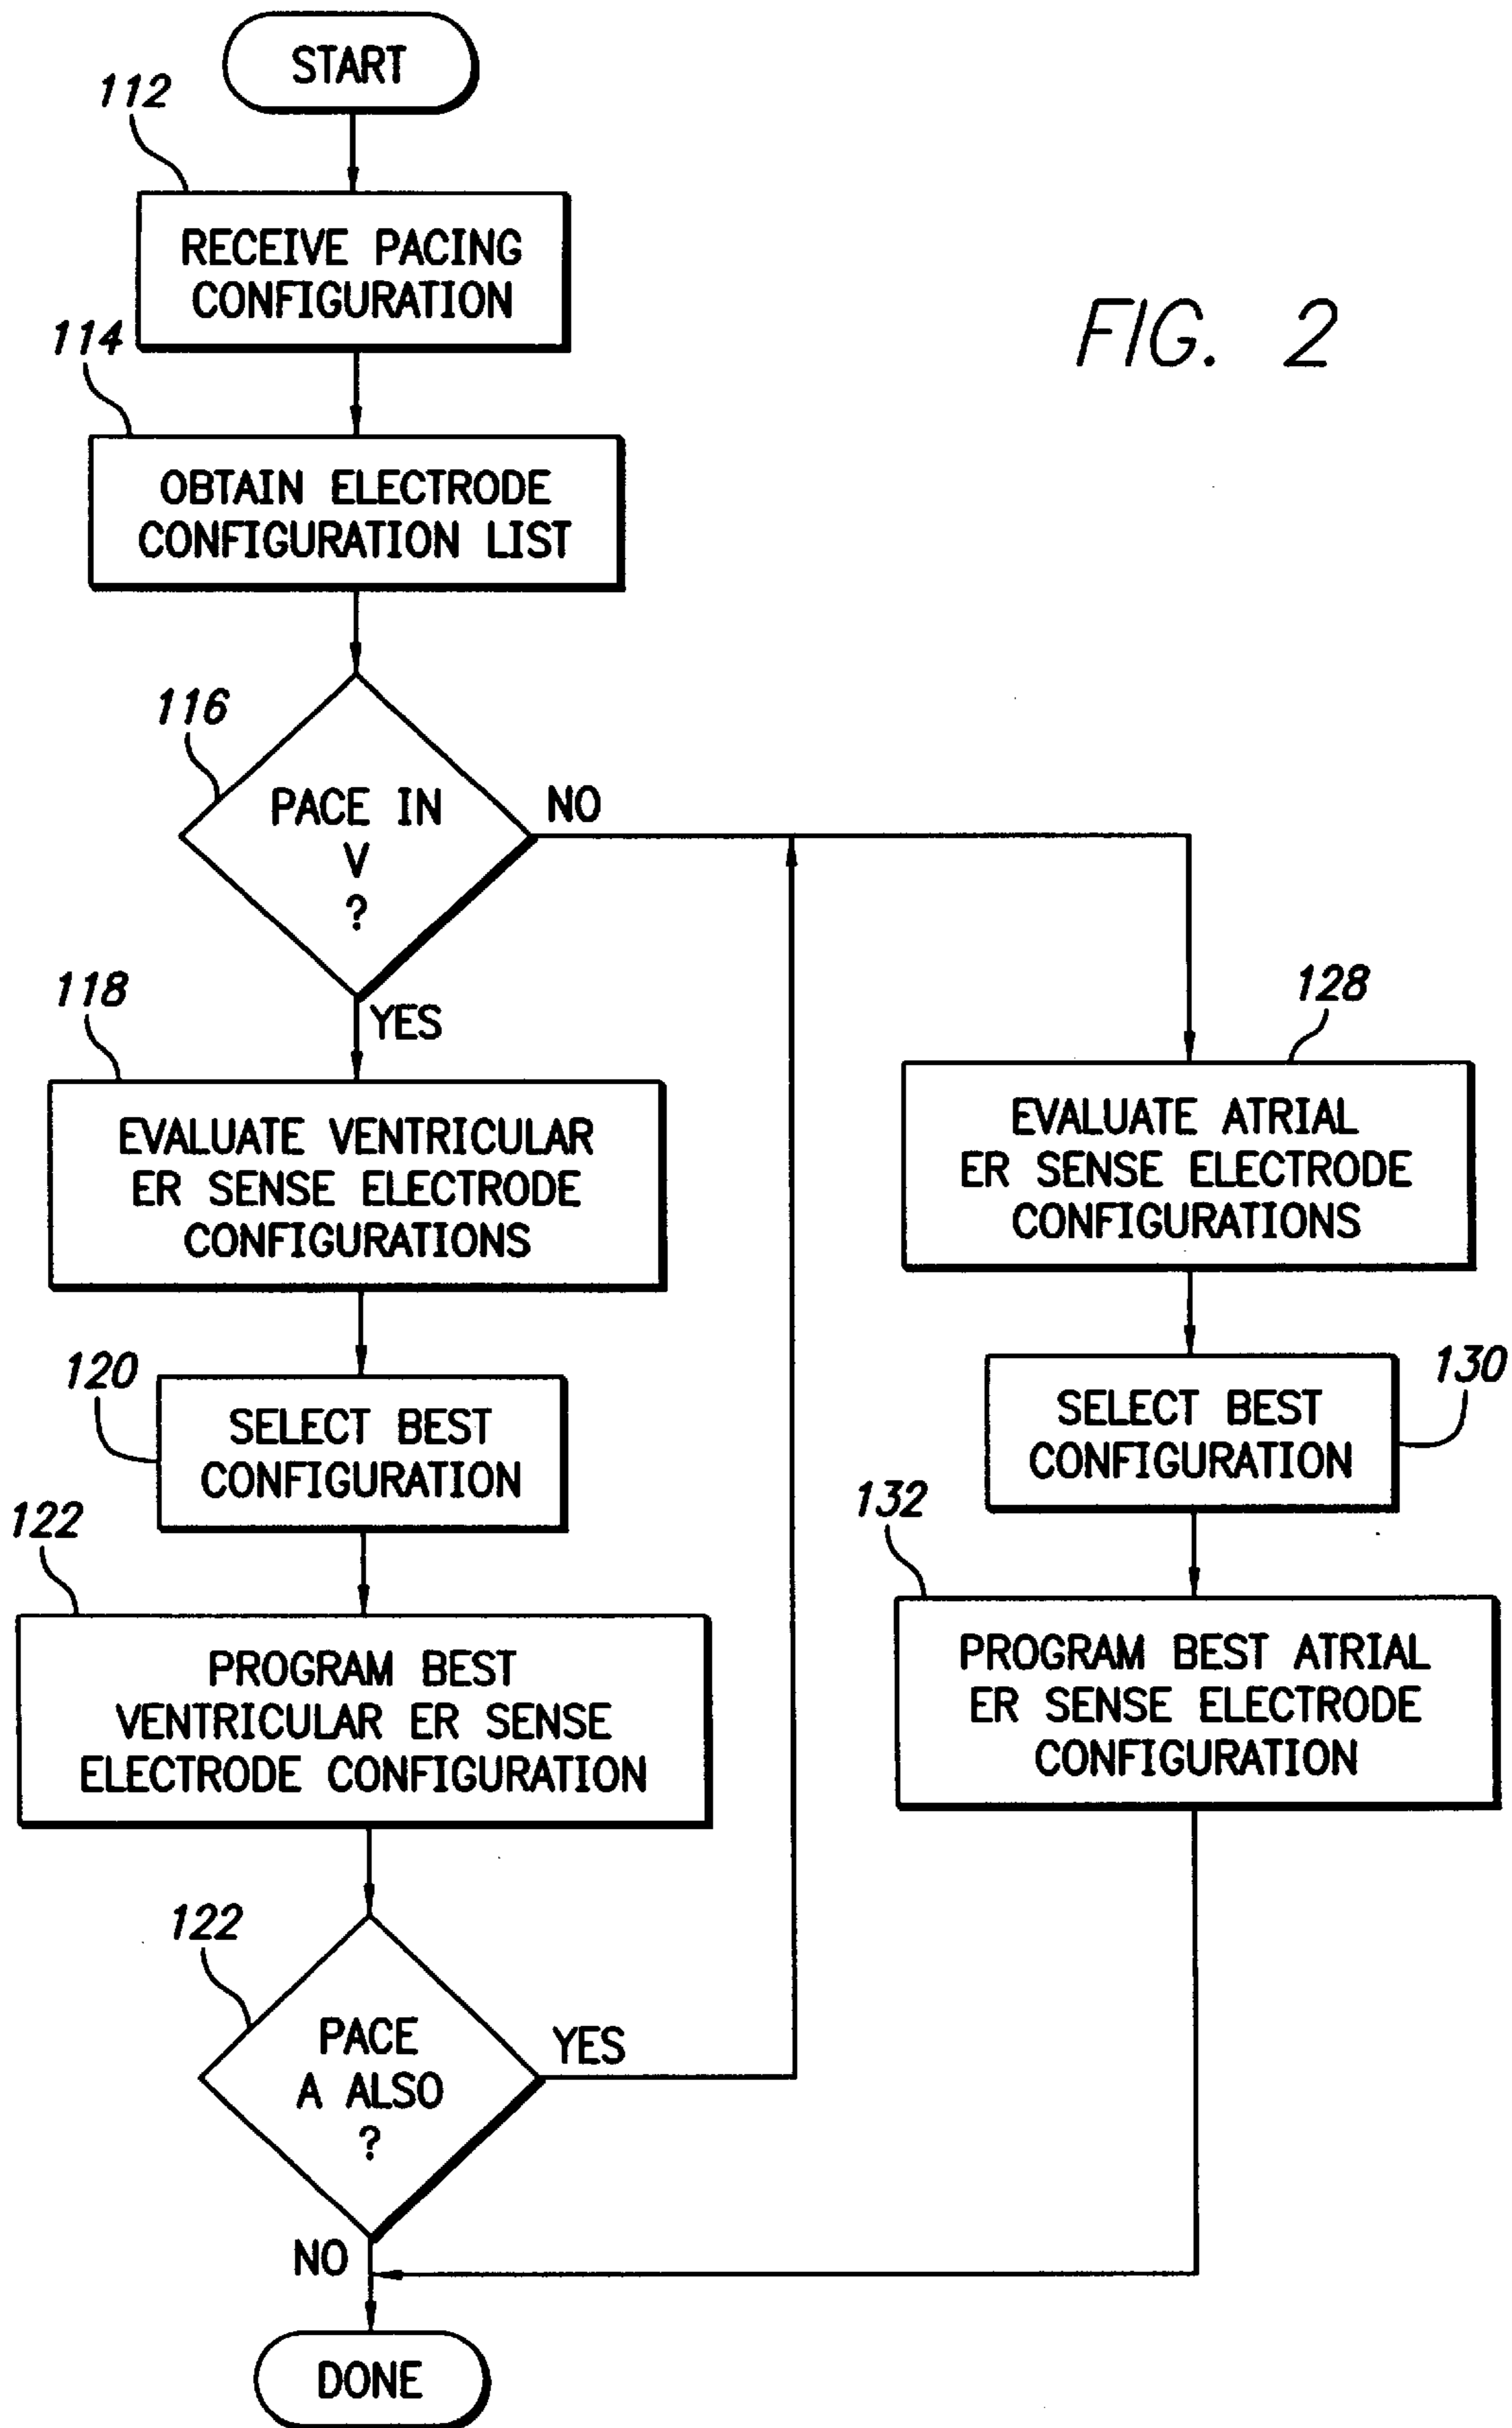 START
112
RECEIVE PACING
CONFIGURATION
FIG. 2
114
OBTAIN ELECTRODE
CONFIGURATION LIST
116
PACE IN
V
?
NO
YES
118
EVALUATE VENTRICULAR
ER SENSE ELECTRODE
CONFIGURATIONS
128
EVALUATE ATRIAL
ER SENSE ELECTRODE
CONFIGURATIONS
120
SELECT BEST
CONFIGURATION
130
SELECT BEST
CONFIGURATION
122
PROGRAM BEST
VENTRICULAR ER SENSE
ELECTRODE CONFIGURATION
132
PROGRAM BEST ATRIAL
ER SENSE ELECTRODE
CONFIGURATION
122
PACE
A ALSO
?
YES
NO
DONE